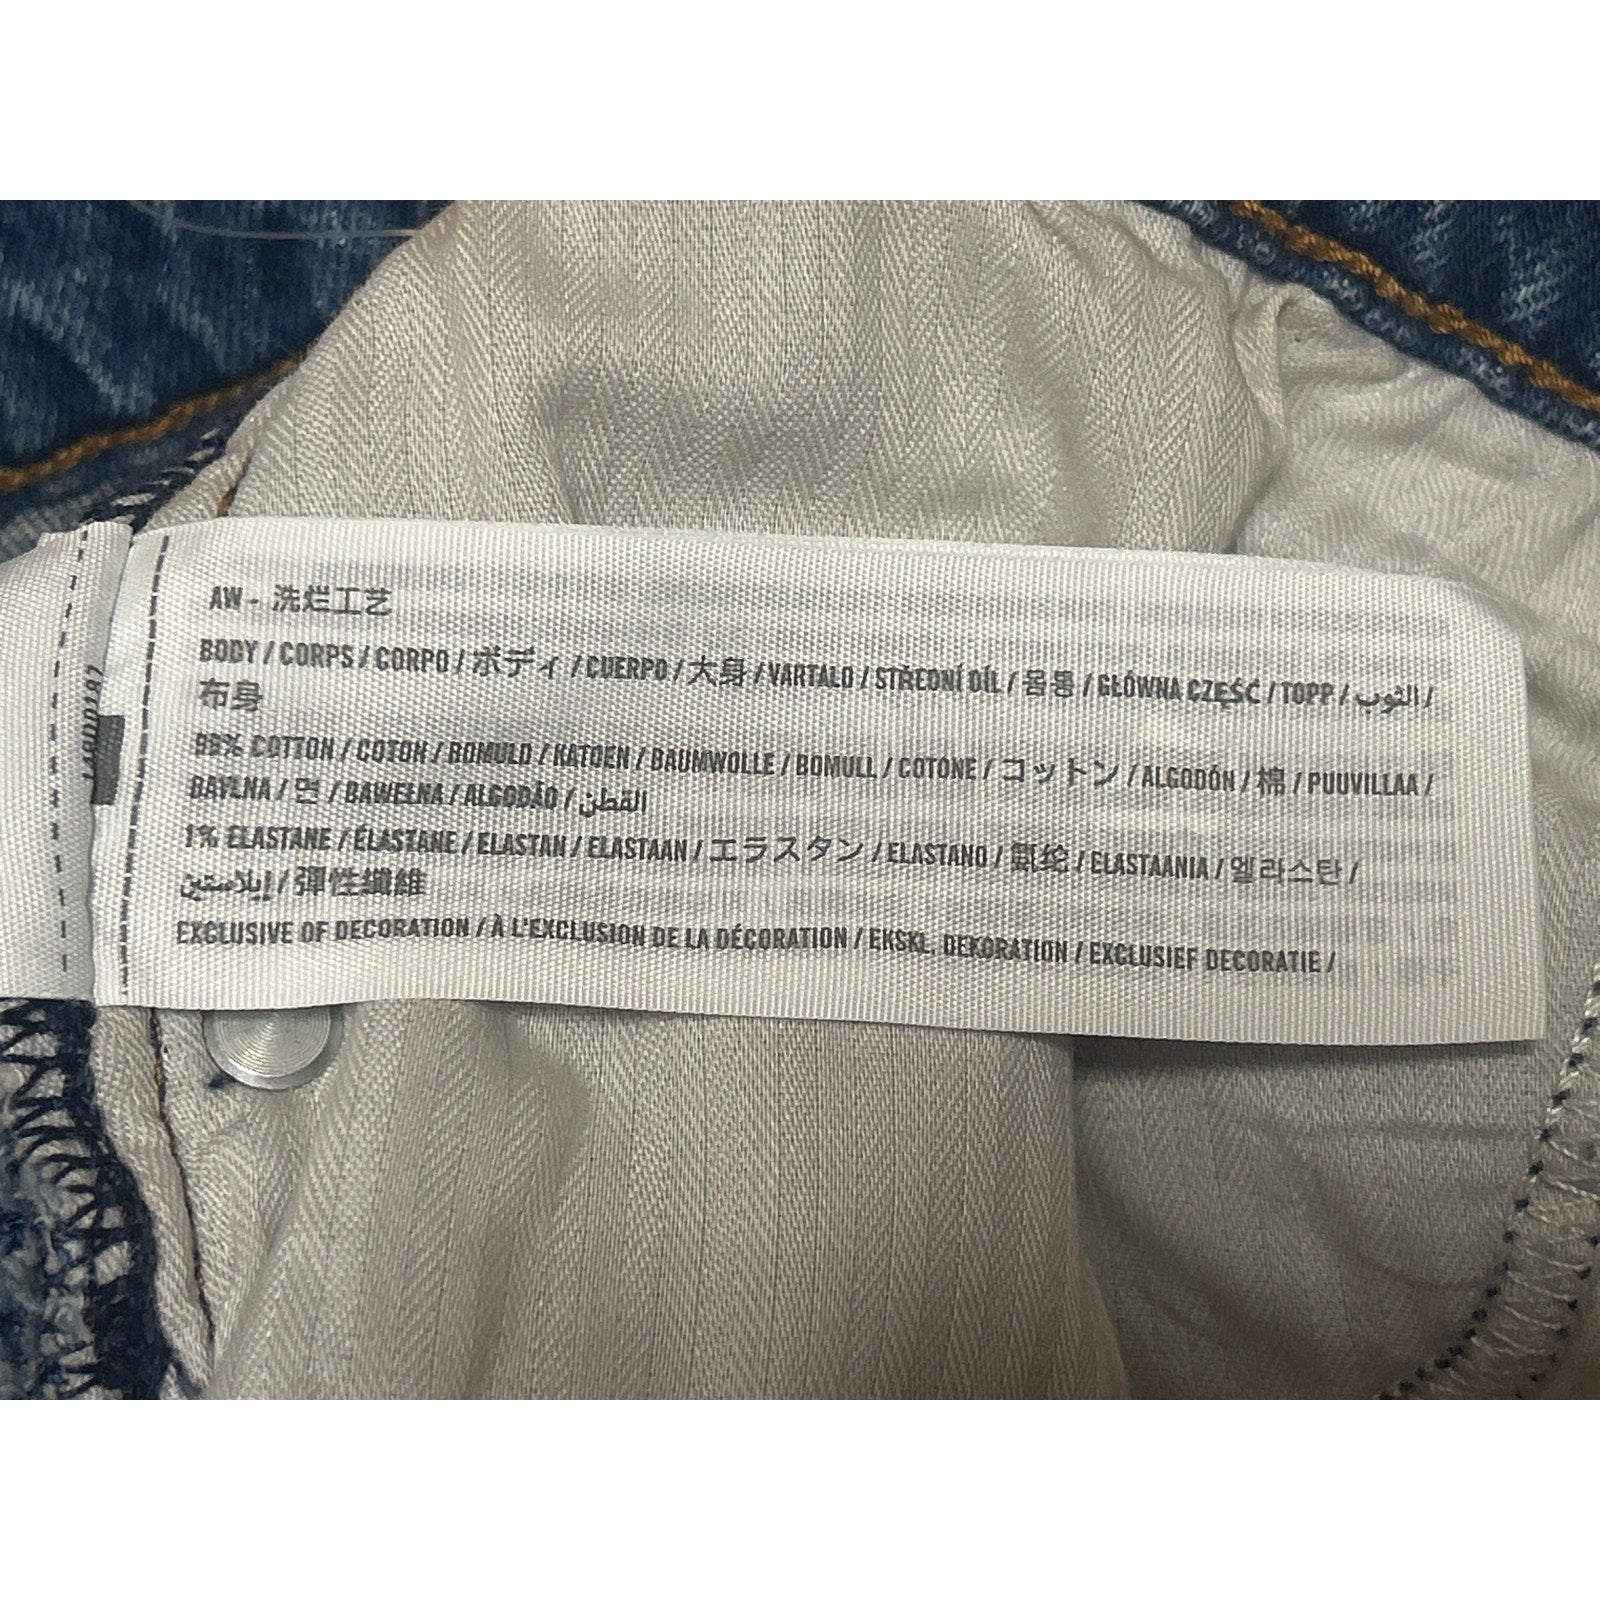 AW - 洗烂工艺
BODY / CORPS / CORPO / ボディ / CUERPO / 大身 / VARTALO / STŘEDNÍ DÍL / 몸통 / GŁÓWNA CZĘŚĆ / TOPP / الثوب /
布身
99% COTTON / COTON / BOMULD / KATOEN / BAUMWOLLE / BOMULL / COTONE / コットン / ALGODÓN / 棉 / PUUVILLAA /
BAVLNA / 면 / BAWEŁNA / ALGODÃO / القطن
1% ELASTANE / ÉLASTANE / ELASTAN / ELASTAAN / エラスタン / ELASTANO / 氨纶 / ELASTAANIA / 엘라스탄 /
إيلاستين / 彈性纖維
EXCLUSIVE OF DECORATION / À L'EXCLUSION DE LA DÉCORATION / EKSKL. DEKORATION / EXCLUSIEF DECORATIE /